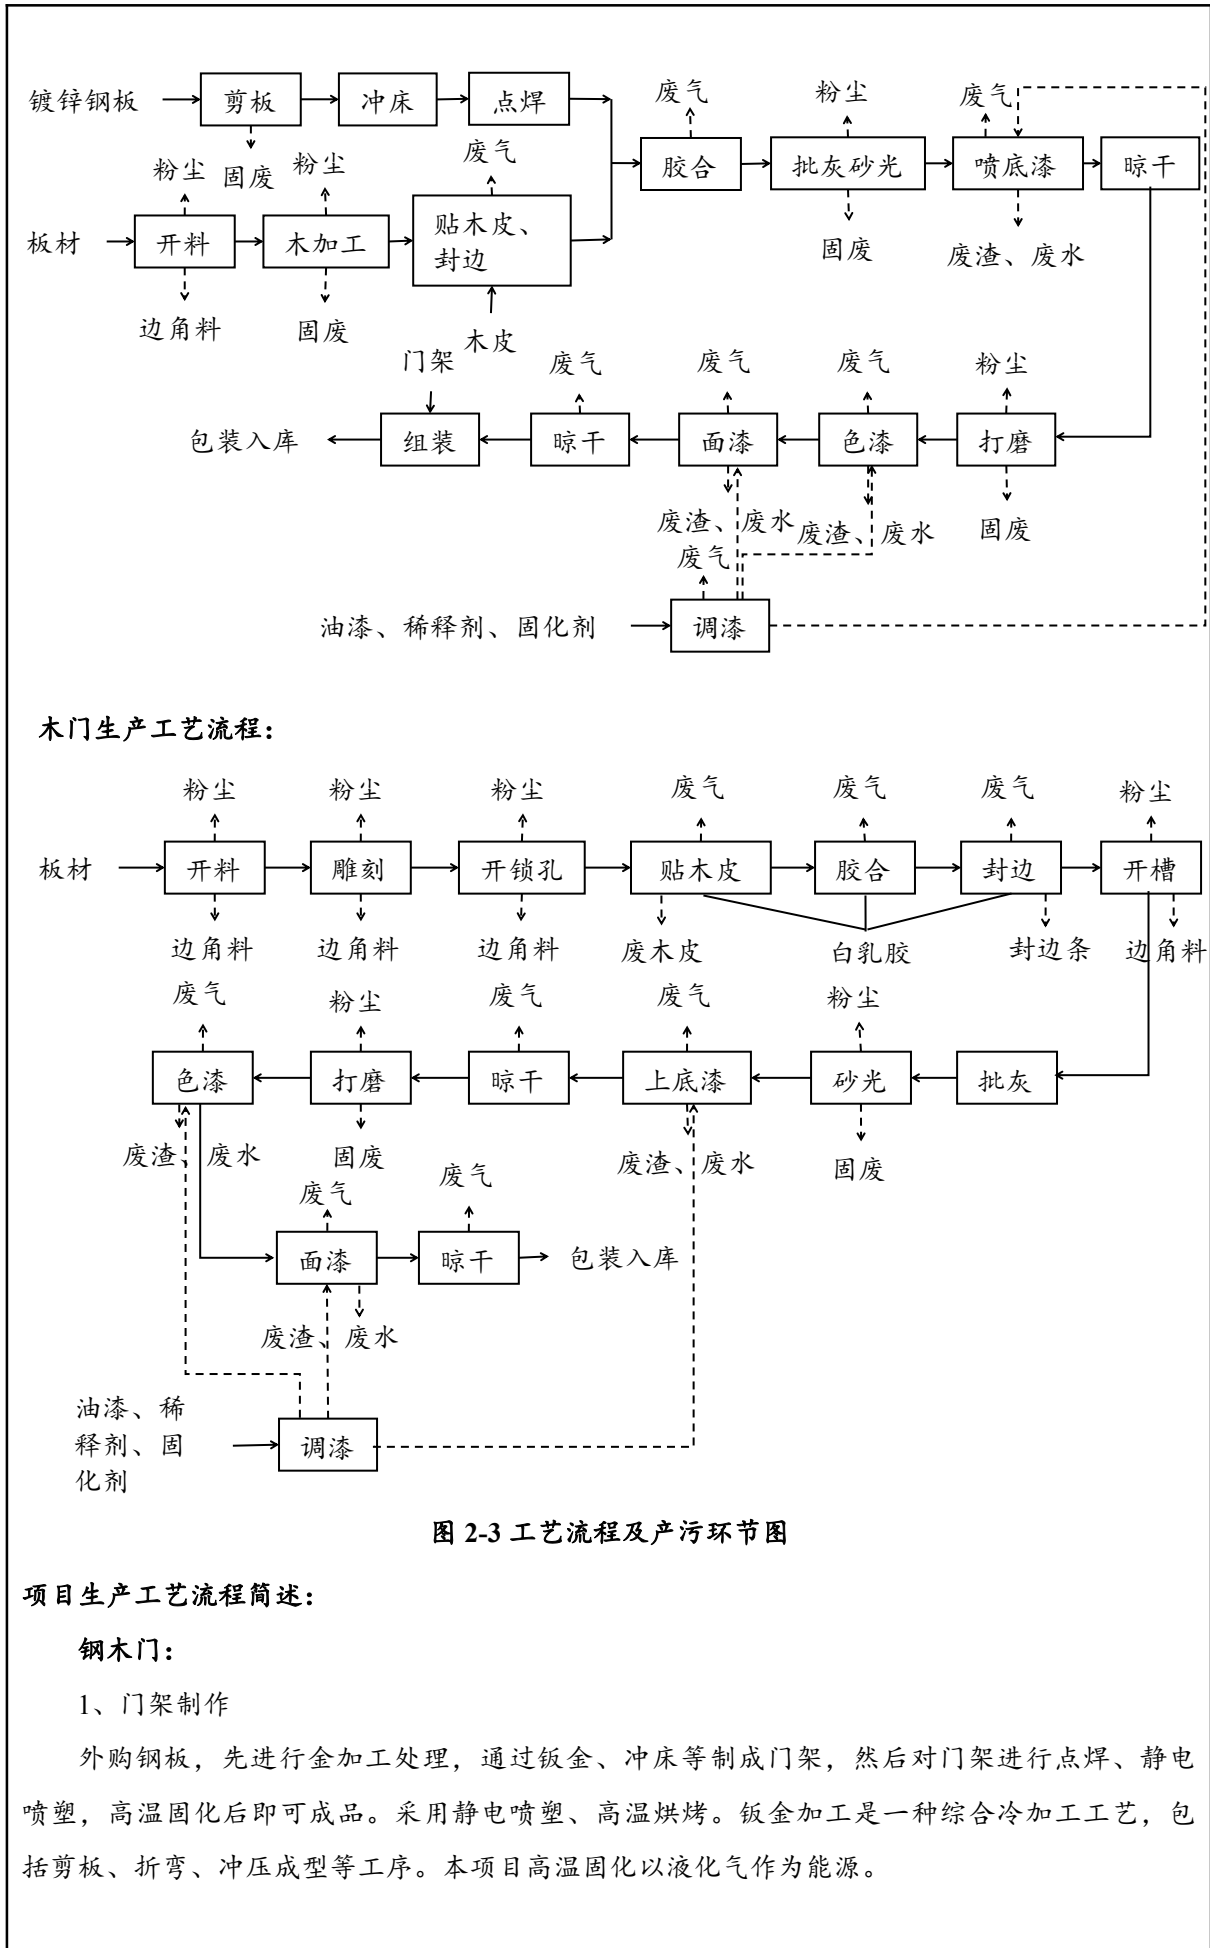 废气 粉尘 废气
镀锌钢板 剪板 冲床 点焊
粉尘 固废 粉尘 废气
胶合 批灰砂光 喷底漆 晾干
板材 开料 木加工 贴木皮、
封边
固废 废渣、废水
边角料 固废 木皮
门架 废气 废气 废气 粉尘
包装入库 组装 晾干 面漆 色漆 打磨
废渣、废水 废渣、废水 固废
废气
油漆、稀释剂、固化剂 调漆
木门生产工艺流程：
粉尘 粉尘 粉尘 废气 废气 废气 粉尘
板材 开料 雕刻 开锁孔 贴木皮 胶合 封边 开槽
边角料 边角料 边角料 废木皮 白乳胶 封边条 边角料
废气 粉尘 废气 废气 粉尘
色漆 打磨 晾干 上底漆 砂光 批灰
废渣、废水 固废 废渣、废水 固废
废气 废气
面漆 晾干 包装入库
废渣、废水
油漆、稀
释剂、固
化剂
调漆
图 2-3 工艺流程及产污环节图
项目生产工艺流程简述：
钢木门：
1、门架制作
外购钢板，先进行金加工处理，通过钣金、冲床等制成门架，然后对门架进行点焊、静电
喷塑，高温固化后即可成品。采用静电喷塑、高温烘烤。钣金加工是一种综合冷加工工艺，包
括剪板、折弯、冲压成型等工序。本项目高温固化以液化气作为能源。